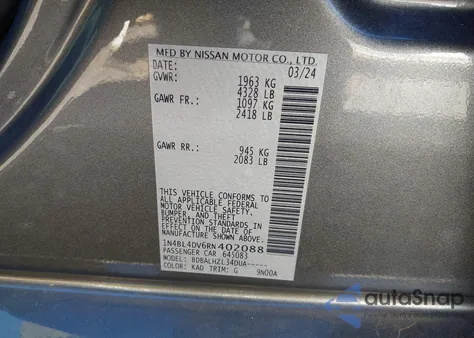 MFD BY NISSAN MOTOR CO., LTD.
DATE: 03/24
GVWR: 1963 KG
4328 LB
GAWR FR.: 1097 KG
2418 LB
GAWR RR.: 945 KG
2083 LB
THIS VEHICLE CONFORMS TO
ALL APPLICABLE FEDERAL
MOTOR VEHICLE SAFETY,
BUMPER, AND THEFT
PREVENTION STANDARDS IN
EFFECT ON THE DATE OF
MANUFACTURE SHOWN ABOVE.
1N4BL4DV6RN402088
PASSENGER CAR 645083
MODEL: BDBALHZL34DUA-----
COLOR: KAD TRIM: G 9N00A
autoSnap